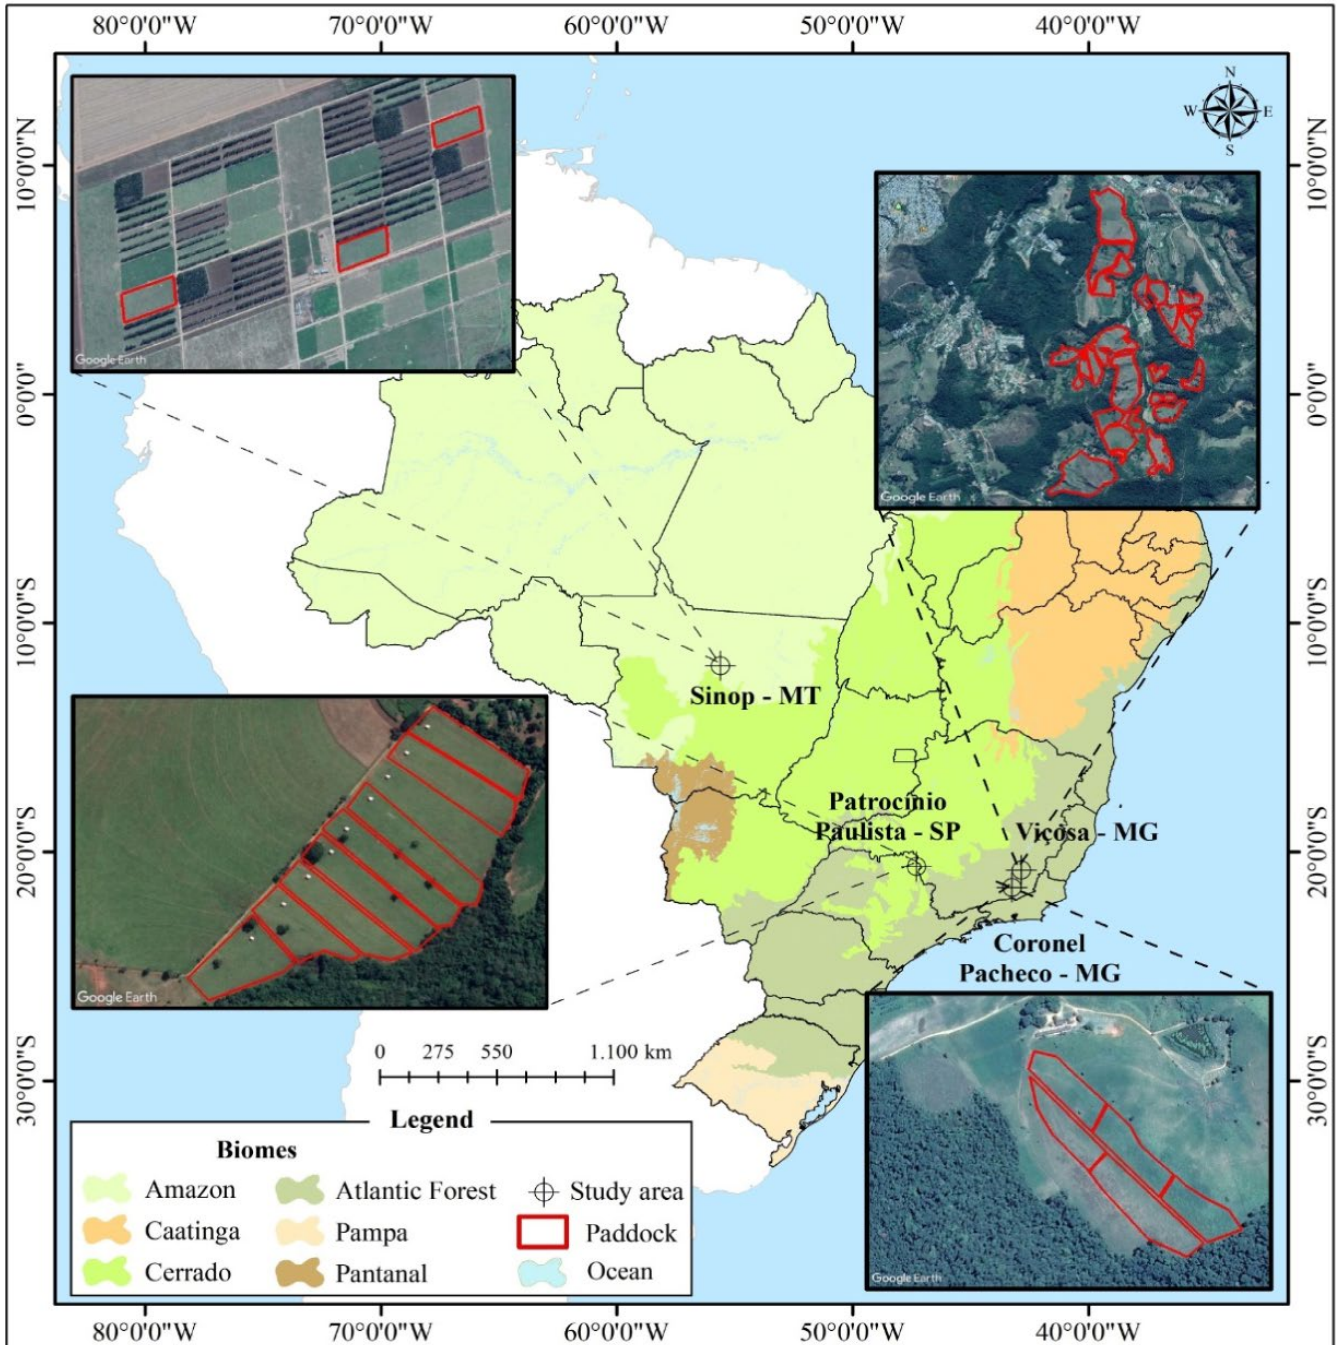 80°0'0"W 70°0'0"W 60°0'0"W 50°0'0"W 40°0'0"W
N
W E
S
10°0'0"N
10°0'0"N
Google Earth
Google Earth
0°0'0"
0°0'0"
10°0'0"S
10°0'0"S
Sinop - MT
Patrocínio
Paulista - SP
Viçosa - MG
20°0'0"S
20°0'0"S
Coronel
Pacheco - MG
Google Earth
0 275 550 1.100 km
30°0'0"S
30°0'0"S
Legend
Biomes
Amazon Atlantic Forest Study area
Caatinga Pampa Paddock
Cerrado Pantanal Ocean
Google Earth
80°0'0"W 70°0'0"W 60°0'0"W 50°0'0"W 40°0'0"W